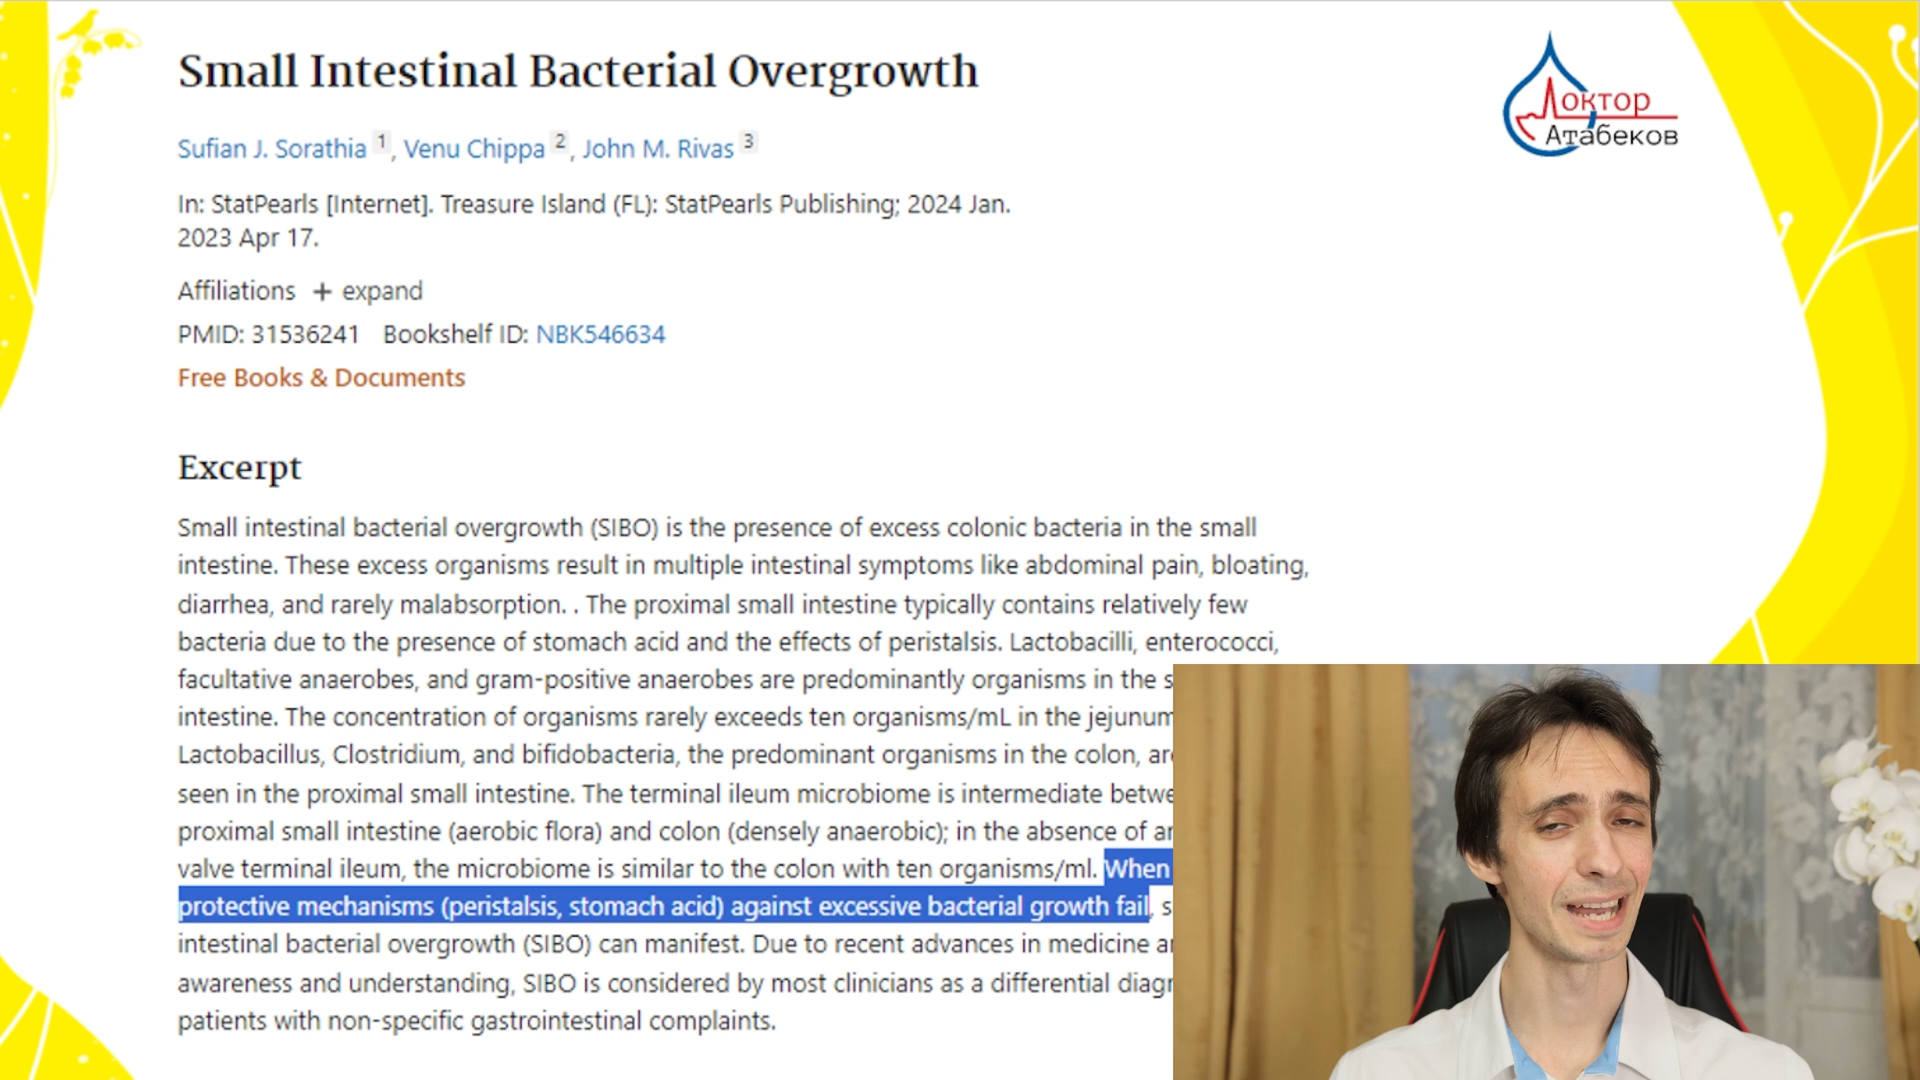 Small Intestinal Bacterial Overgrowth
Доктор
Атабеков
Sufian J. Sorathia 1, Venu Chippa 2, John M. Rivas 3
In: StatPearls [Internet]. Treasure Island (FL): StatPearls Publishing; 2024 Jan.
2023 Apr 17.
Affiliations + expand
PMID: 31536241 Bookshelf ID: NBK546634
Free Books & Documents
Excerpt
Small intestinal bacterial overgrowth (SIBO) is the presence of excess colonic bacteria in the small
intestine. These excess organisms result in multiple intestinal symptoms like abdominal pain, bloating,
diarrhea, and rarely malabsorption. . The proximal small intestine typically contains relatively few
bacteria due to the presence of stomach acid and the effects of peristalsis. Lactobacilli, enterococci,
facultative anaerobes, and gram-positive anaerobes are predominantly organisms in the
intestine. The concentration of organisms rarely exceeds ten organisms/mL in the jejunum
Lactobacillus, Clostridium, and bifidobacteria, the predominant organisms in the colon,
seen in the proximal small intestine. The terminal ileum microbiome is intermediate
proximal small intestine (aerobic flora) and colon (densely anaerobic); in the absence of
valve terminal ileum, the microbiome is similar to the colon with ten organisms/ml. When
protective mechanisms (peristalsis, stomach acid) against excessive bacterial growth fail,
intestinal bacterial overgrowth (SIBO) can manifest. Due to recent advances in medicine
awareness and understanding, SIBO is considered by most clinicians as a differential
patients with non-specific gastrointestinal complaints.